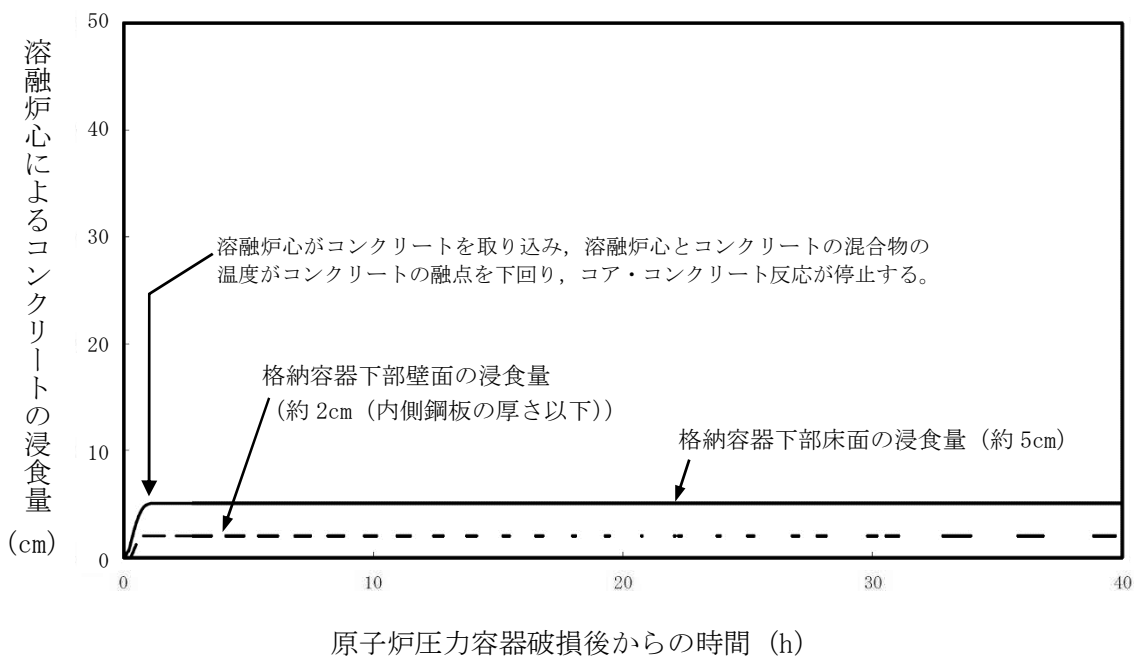 溶融炉心によるコンクリートの浸食量
(cm)
50
40
30
20
10
0
溶融炉心がコンクリートを取り込み，溶融炉心とコンクリートの混合物の
温度がコンクリートの融点を下回り，コア・コンクリート反応が停止する。
格納容器下部壁面の浸食量
（約 2cm（内側鋼板の厚さ以下））
格納容器下部床面の浸食量（約 5cm）
0 10 20 30 40
原子炉圧力容器破損後からの時間 (h)